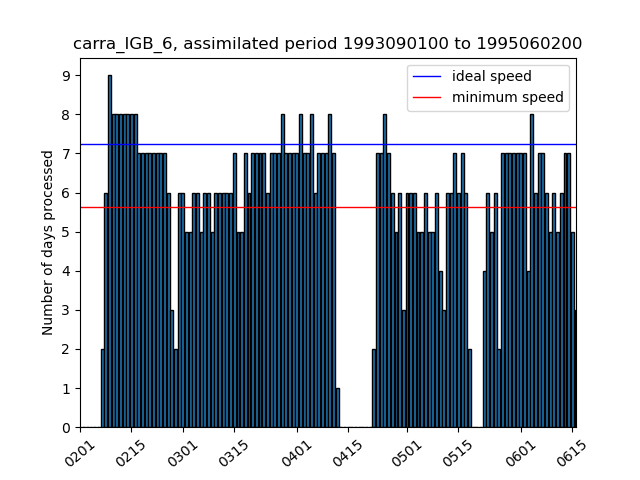 carra_IGB_6, assimilated period 1993090100 to 1995060200
ideal speed
minimum speed
Number of days processed
9
8
7
6
5
4
3
2
1
0
0201 0215 0301 0315 0401 0415 0501 0515 0601 0615